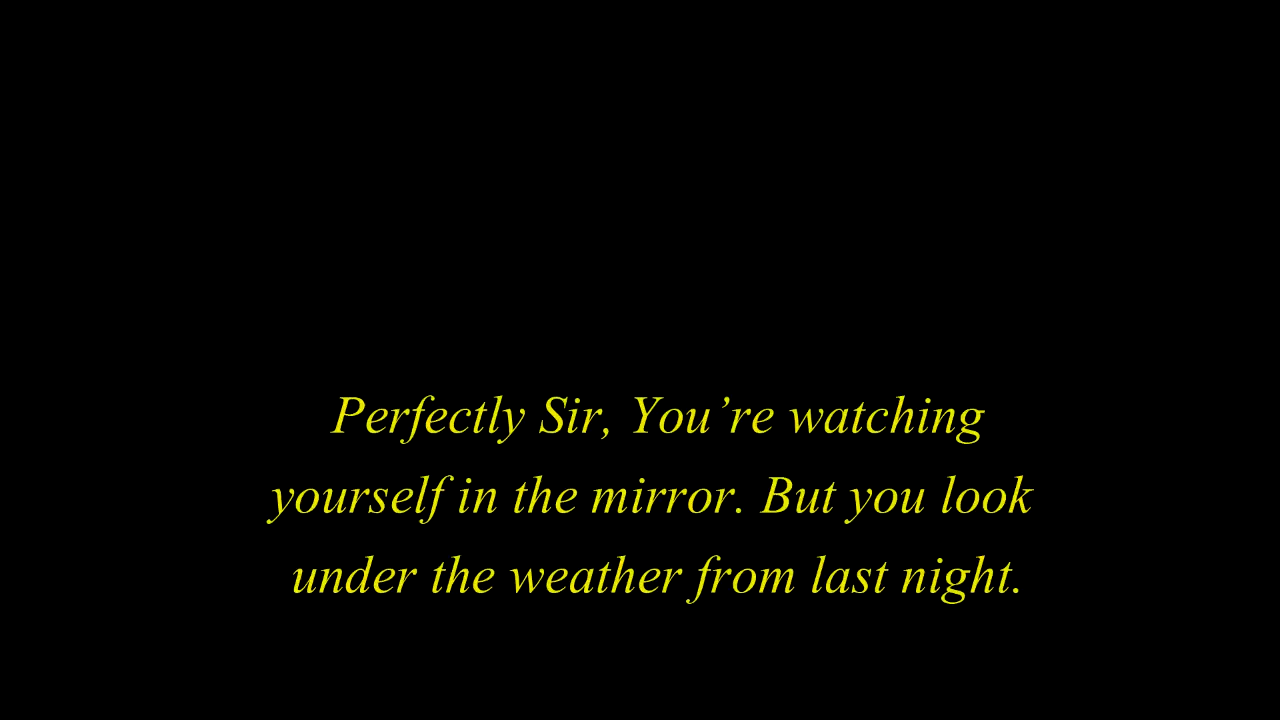 Perfectly Sir, You’re watching
yourself in the mirror. But you look
under the weather from last night.